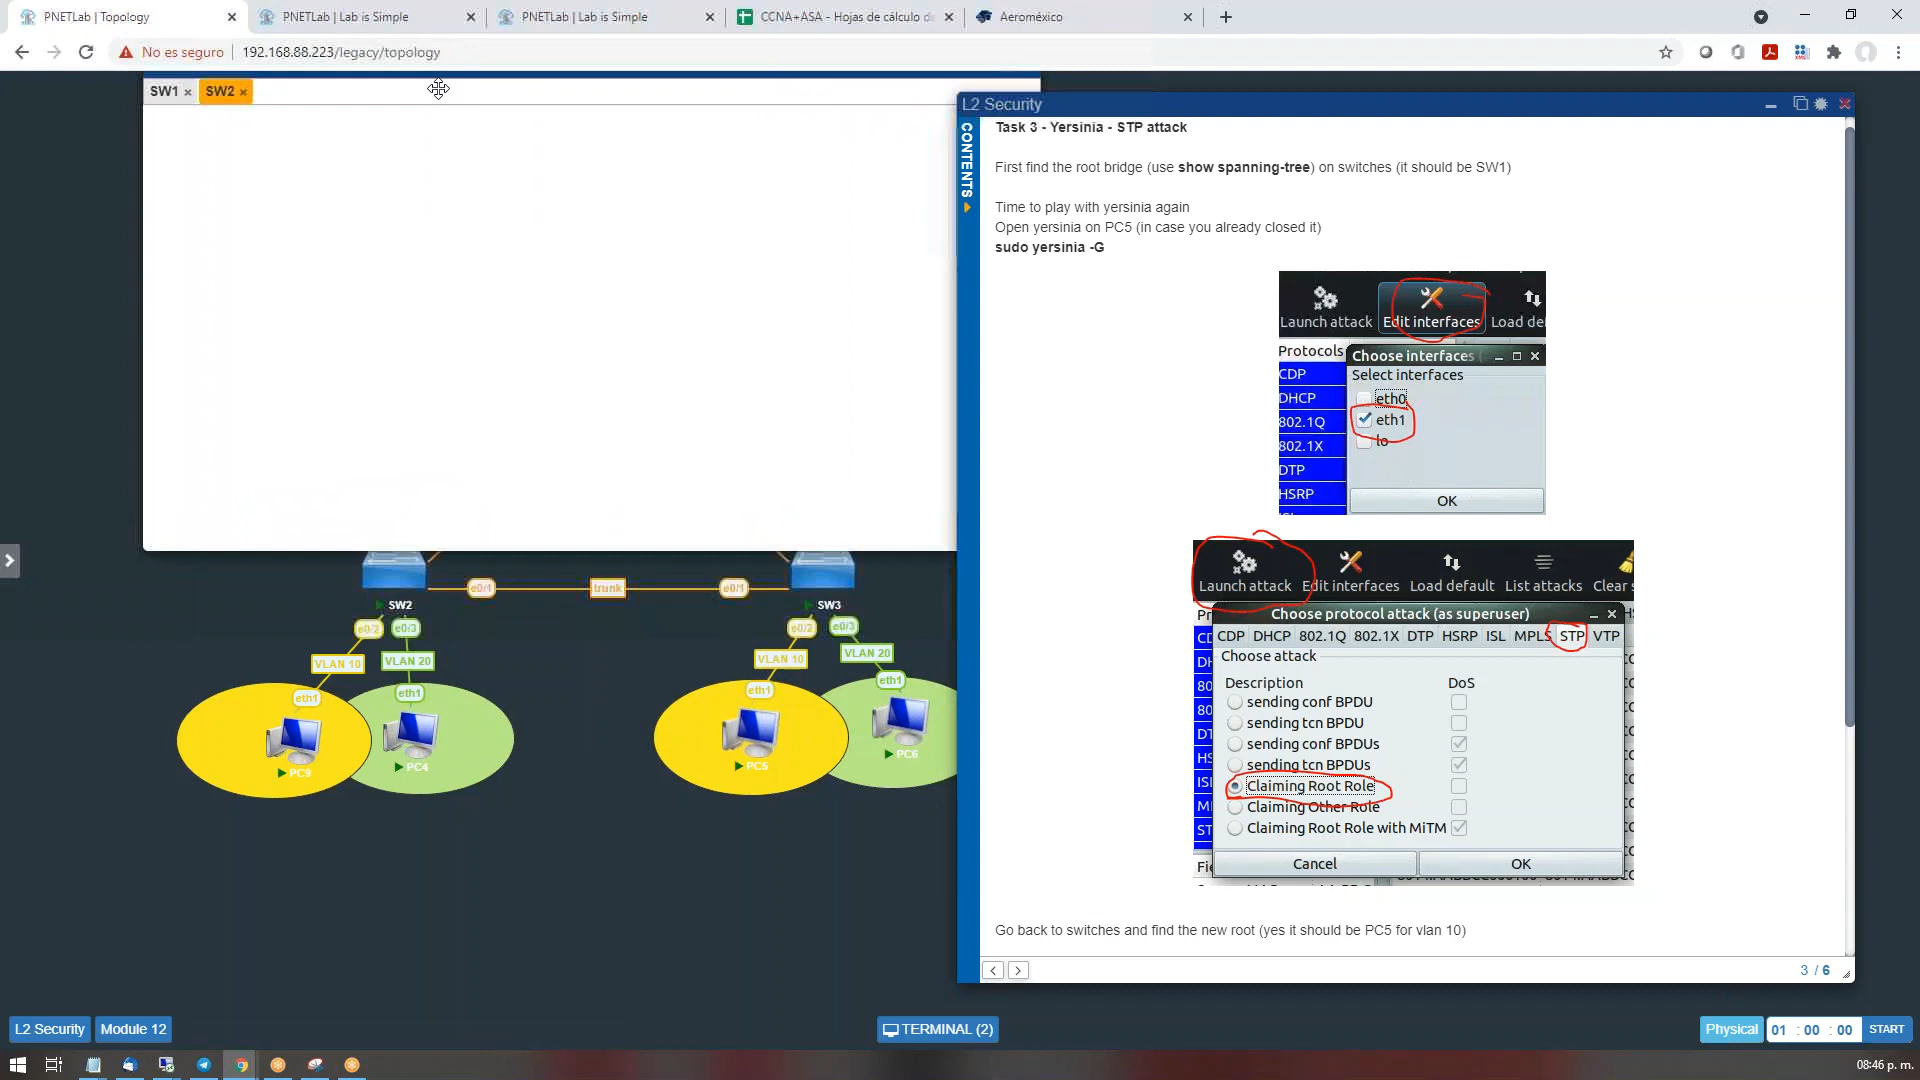 PNETLab | Topology
PNETLab | Lab is Simple
PNETLab | Lab is Simple
CCNA+ASA - Hojas de cálculo de
Aeroméxico
No es seguro
192.168.88.223/legacy/topology
SW1 ×
SW2 ×
L2 Security
CONTENTS
Task 3 - Yersinia - STP attack
First find the root bridge (use show spanning-tree) on switches (it should be SW1)
Time to play with yersinia again
Open yersinia on PC5 (in case you already closed it)
sudo yersinia -G
Launch attack
Edit interfaces
Load de
Protocols
CDP
DHCP
802.1Q
802.1X
DTP
HSRP
Choose interfaces
Select interfaces
eth0
eth1
lo
OK
Launch attack
Edit interfaces
Load default
List attacks
Clear s
Choose protocol attack (as superuser)
CDP DHCP 802.1Q 802.1X DTP HSRP ISL MPLS STP VTP
Choose attack
Description
DoS
sending conf BPDU
sending tcn BPDU
sending conf BPDUs
sending tcn BPDUs
Claiming Root Role
Claiming Other Role
Claiming Root Role with MiTM
Cancel
OK
Go back to switches and find the new root (yes it should be PC5 for vlan 10)
3 / 6
e0/1
trunk
e0/1
SW2
SW3
e0/2
e0/3
e0/2
e0/3
VLAN 10
VLAN 20
VLAN 10
VLAN 20
eth1
eth1
eth1
eth1
PC9
PC4
PC5
PC6
L2 Security
Module 12
TERMINAL (2)
Physical
01 : 00 : 00
START
08:46 p. m.